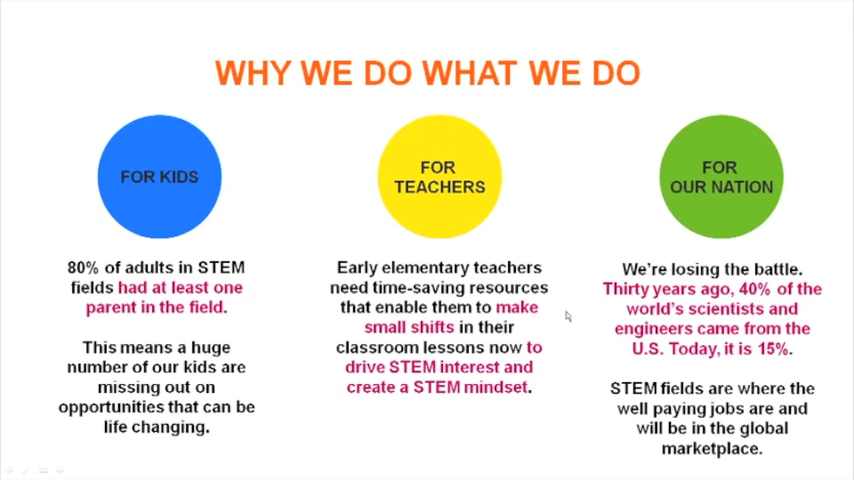 WHY WE DO WHAT WE DO
FOR KIDS
80% of adults in STEM
fields had at least one
parent in the field.
This means a huge
number of our kids are
missing out on
opportunities that can be
life changing.
FOR
TEACHERS
Early elementary teachers
need time-saving resources
that enable them to make
small shifts in their
classroom lessons now to
drive STEM interest and
create a STEM mindset.
FOR
OUR NATION
We're losing the battle.
Thirty years ago, 40% of the
world's scientists and
engineers came from the
U.S. Today, it is 15%.
STEM fields are where the
well paying jobs are and
will be in the global
marketplace.